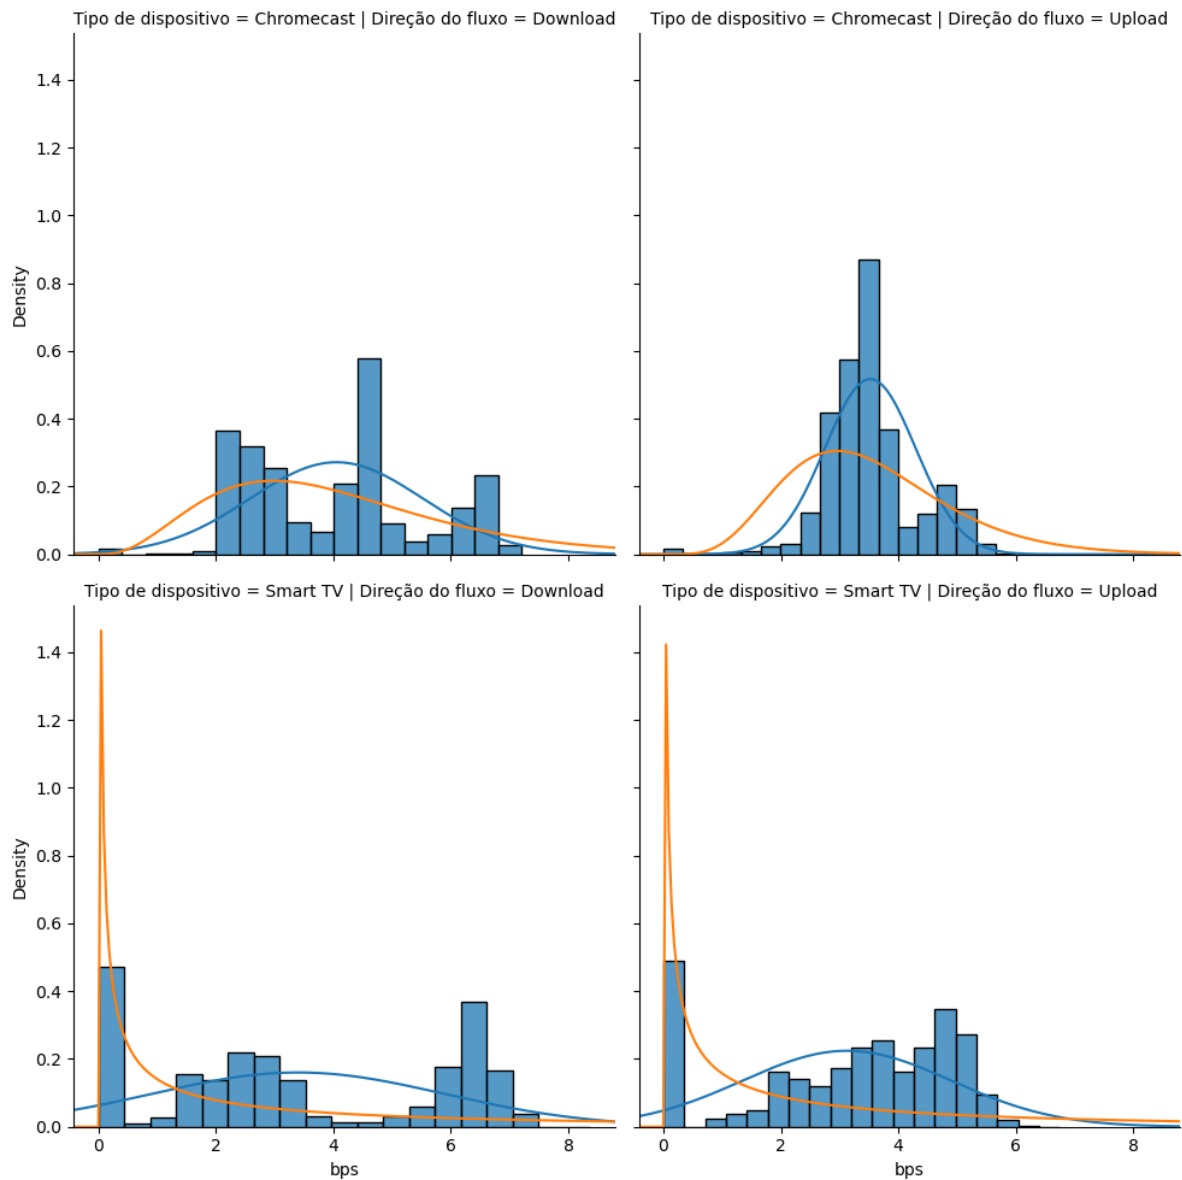 Tipo de dispositivo = Chromecast | Direção do fluxo = Download
Tipo de dispositivo = Chromecast | Direção do fluxo = Upload
1.4
1.2
1.0
0.8
0.6
0.4
0.2
0.0
Density
Tipo de dispositivo = Smart TV | Direção do fluxo = Download
Tipo de dispositivo = Smart TV | Direção do fluxo = Upload
1.4
1.2
1.0
0.8
0.6
0.4
0.2
0.0
Density
0 2 4 6 8
0 2 4 6 8
bps
bps